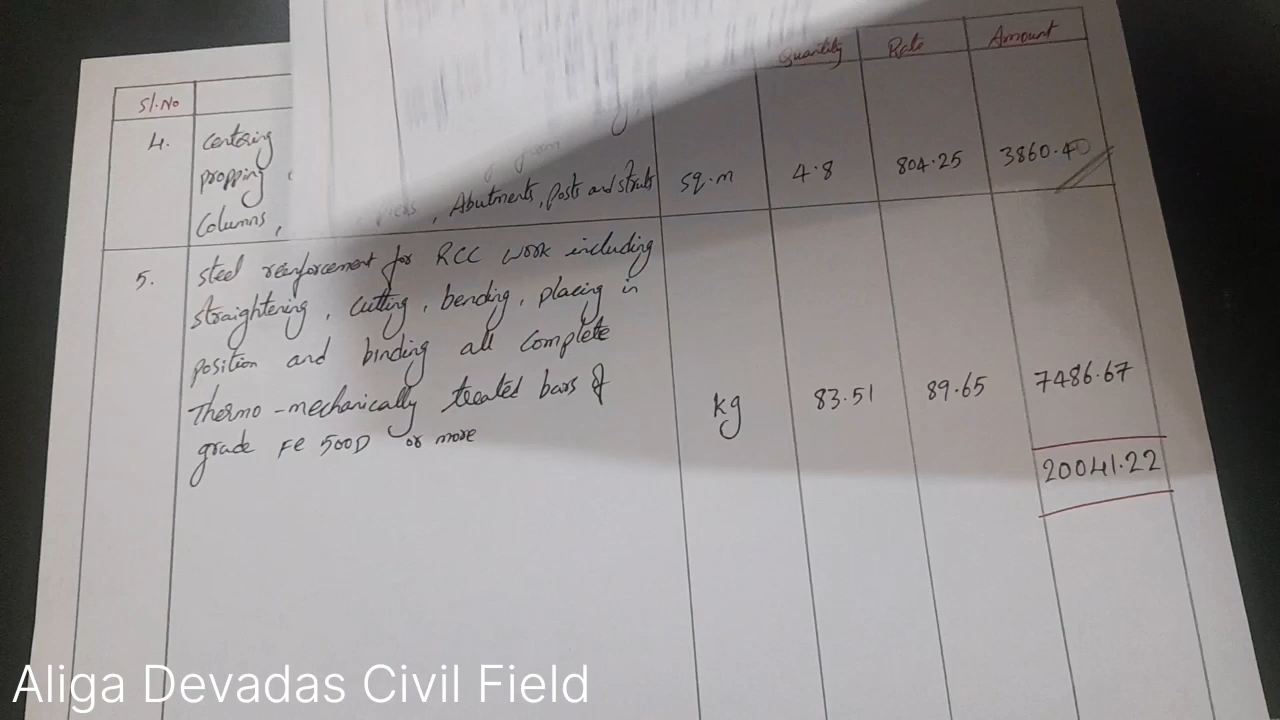 Sl.No Quantity Rate Amount
4. centering
propping from
columns, Abutments, posts and struts sq.m 4.8 804.25 3860.40
5. steel reinforcement for RCC work including
straightening, cutting, bending, placing in
position and binding all complete
Thermo-mechanically treated bars of
grade Fe 500D or more kg 83.51 89.65 7486.67
20041.22
Aliga Devadas Civil Field